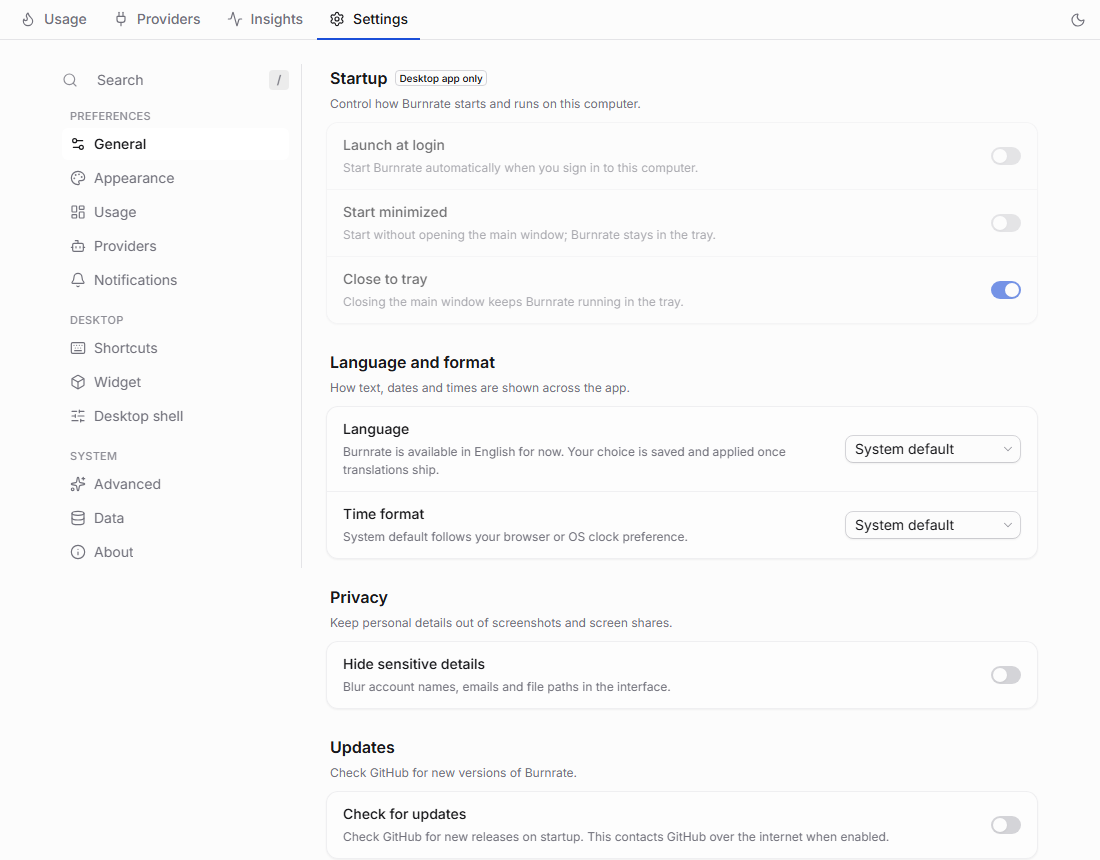 Usage Providers Insights Settings
Search /
PREFERENCES
General
Appearance
Usage
Providers
Notifications
DESKTOP
Shortcuts
Widget
Desktop shell
SYSTEM
Advanced
Data
About
Startup Desktop app only
Control how Burnrate starts and runs on this computer.
Launch at login
Start Burnrate automatically when you sign in to this computer.
Start minimized
Start without opening the main window; Burnrate stays in the tray.
Close to tray
Closing the main window keeps Burnrate running in the tray.
Language and format
How text, dates and times are shown across the app.
Language
Burnrate is available in English for now. Your choice is saved and applied once
translations ship.
System default
Time format
System default follows your browser or OS clock preference.
System default
Privacy
Keep personal details out of screenshots and screen shares.
Hide sensitive details
Blur account names, emails and file paths in the interface.
Updates
Check GitHub for new versions of Burnrate.
Check for updates
Check GitHub for new releases on startup. This contacts GitHub over the internet when enabled.